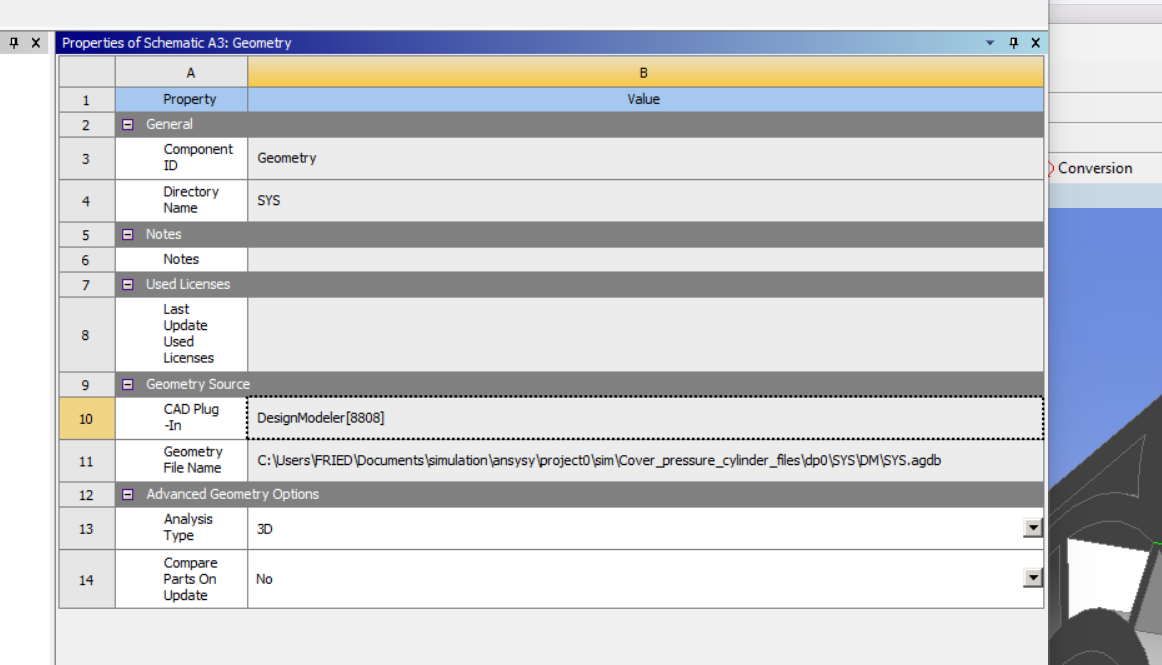 Properties of Schematic A3: Geometry
A B
1 Property Value
2 General
3 Component ID Geometry
4 Directory Name SYS
5 Notes
6 Notes
7 Used Licenses
8 Last Update Used Licenses
9 Geometry Source
10 CAD Plug -In DesignModeler[8808]
11 Geometry File Name C:\Users\FRIED\Documents\simulation\ansysy\project0\sim\Cover_pressure_cylinder_files\dp0\SYS\DM\SYS.agdb
12 Advanced Geometry Options
13 Analysis Type 3D
14 Compare Parts On Update No
Conversion